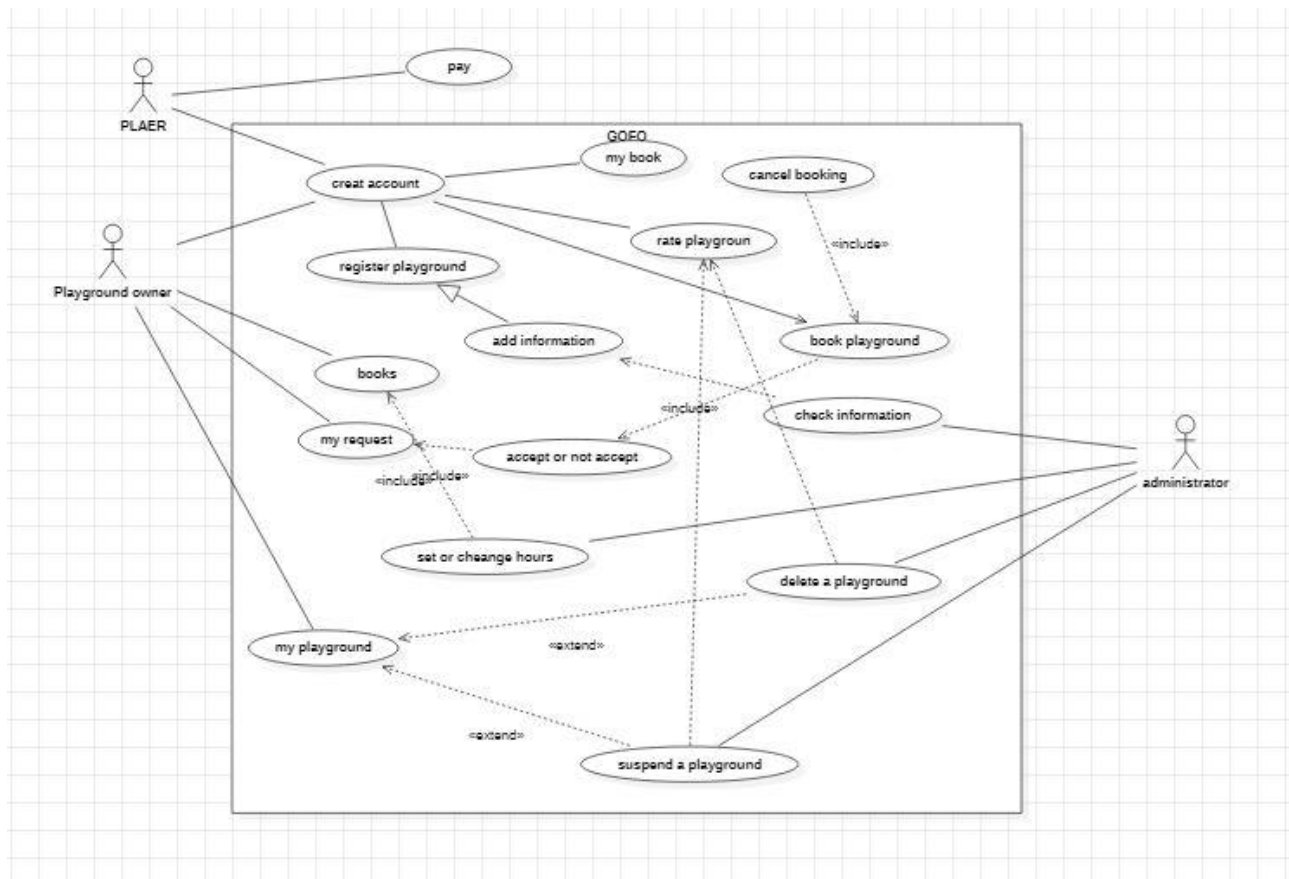 pay
PLAER
GOFO
my book
cancel booking
creat account
rate playgroun
«include»
register playground
Playground owner
add information
book playground
books
«include»
check information
my request
accept or not accept
«include»
«include»
administrator
set or cheange hours
delete a playground
my playground
«extend»
«extend»
suspend a playground